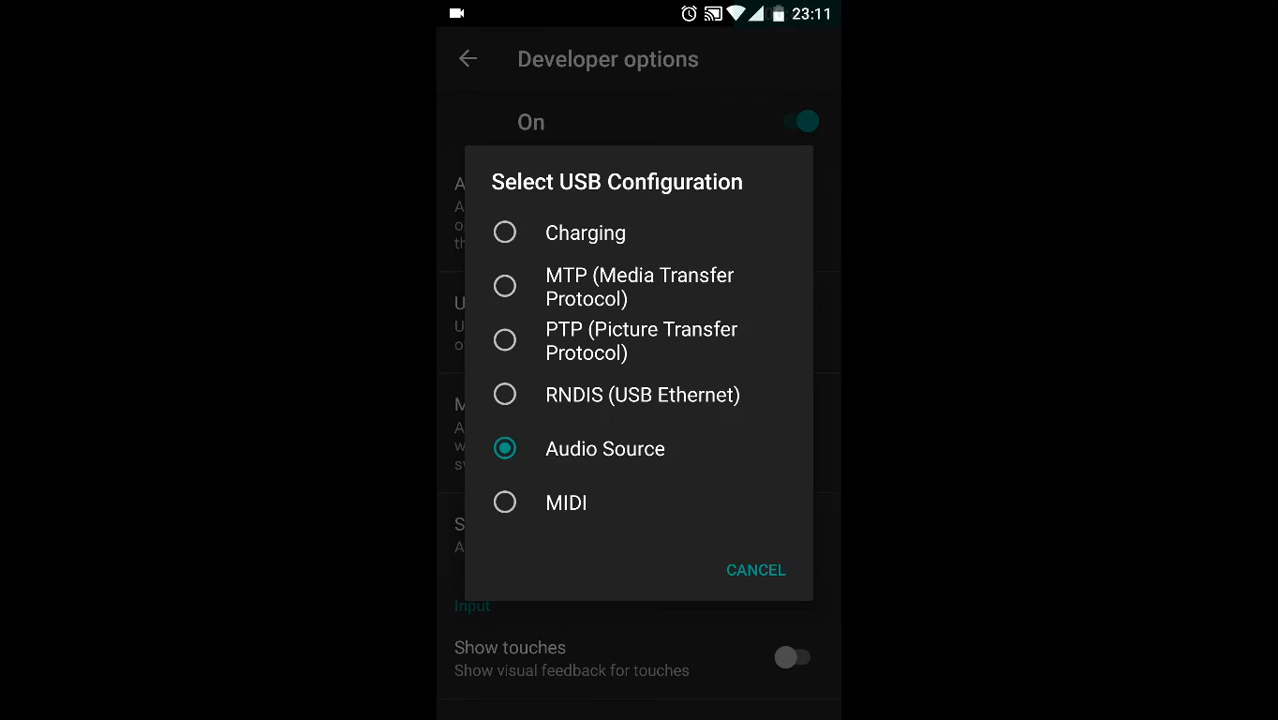 23:11
Developer options
On
Select USB Configuration
Charging
MTP (Media Transfer
Protocol)
PTP (Picture Transfer
Protocol)
RNDIS (USB Ethernet)
Audio Source
MIDI
CANCEL
Input
Show touches
Show visual feedback for touches